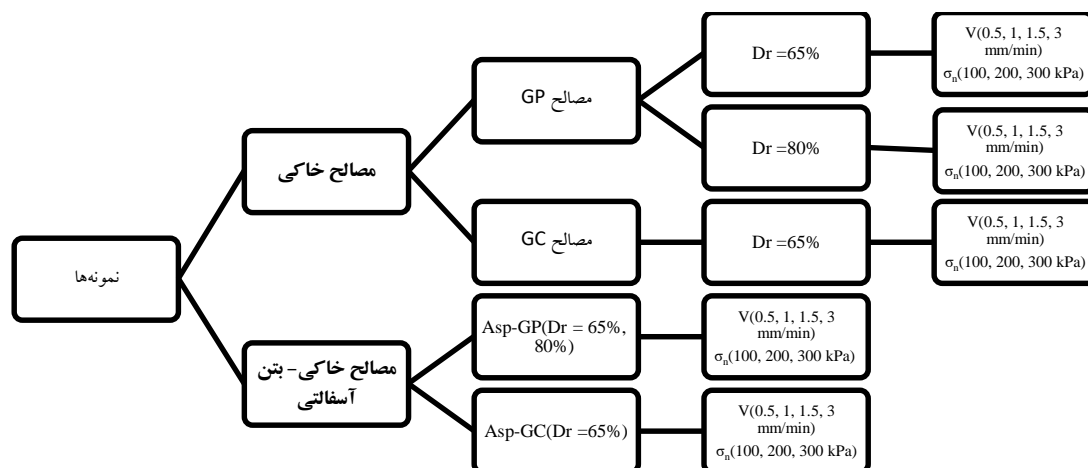 نمونه‌ها
مصالح خاکی
مصالح GP
Dr =65%
V(0.5, 1, 1.5, 3
mm/min)
σn(100, 200, 300 kPa)
Dr =80%
V(0.5, 1, 1.5, 3
mm/min)
σn(100, 200, 300 kPa)
مصالح GC
Dr =65%
V(0.5, 1, 1.5, 3
mm/min)
σn(100, 200, 300 kPa)
مصالح خاکی- بتن
آسفالتی
Asp-GP(Dr = 65%,
80%)
V(0.5, 1, 1.5, 3
mm/min)
σn(100, 200, 300 kPa)
Asp-GC(Dr =65%)
V(0.5, 1, 1.5, 3
mm/min)
σn(100, 200, 300 kPa)